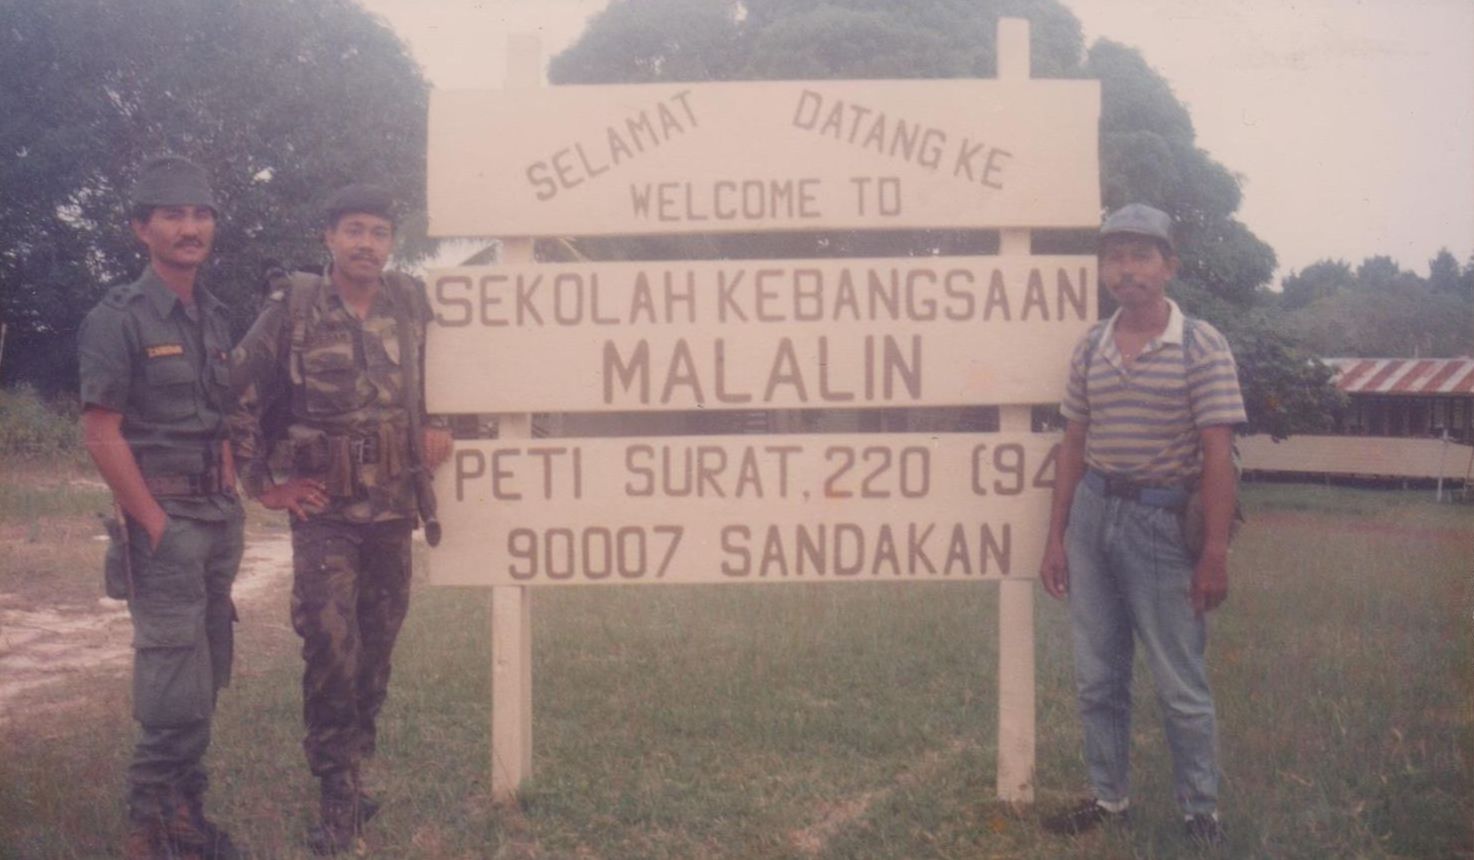 SELAMAT DATANG KE
WELCOME TO
SEKOLAH KEBANGSAAN
MALALIN
PETI SURAT, 220 (94
90007 SANDAKAN